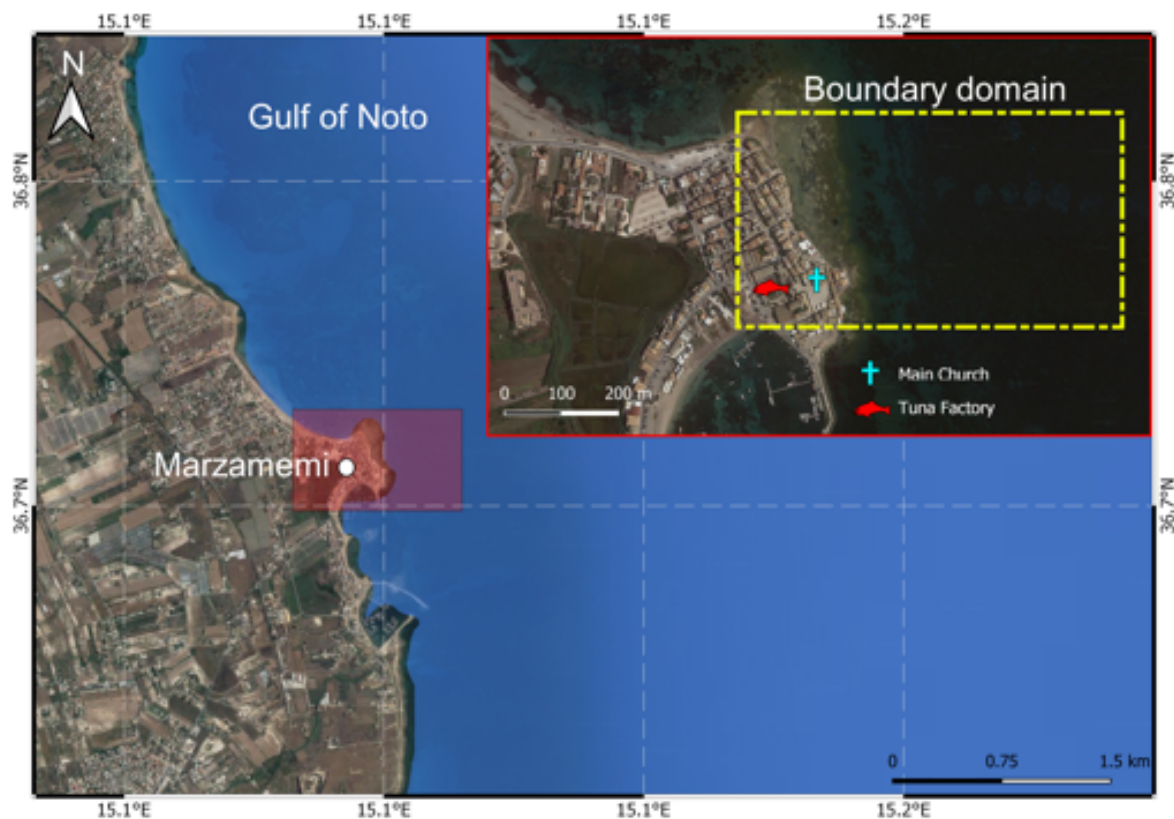 15.1°E 15.1°E 15.1°E 15.2°E
N
Gulf of Noto
Boundary domain
36.8°N 36.8°N
Main Church
0 100 200 m
Tuna Factory
Marzamemi
36.7°N 36.7°N
0 0.75 1.5 km
15.1°E 15.1°E 15.1°E 15.2°E